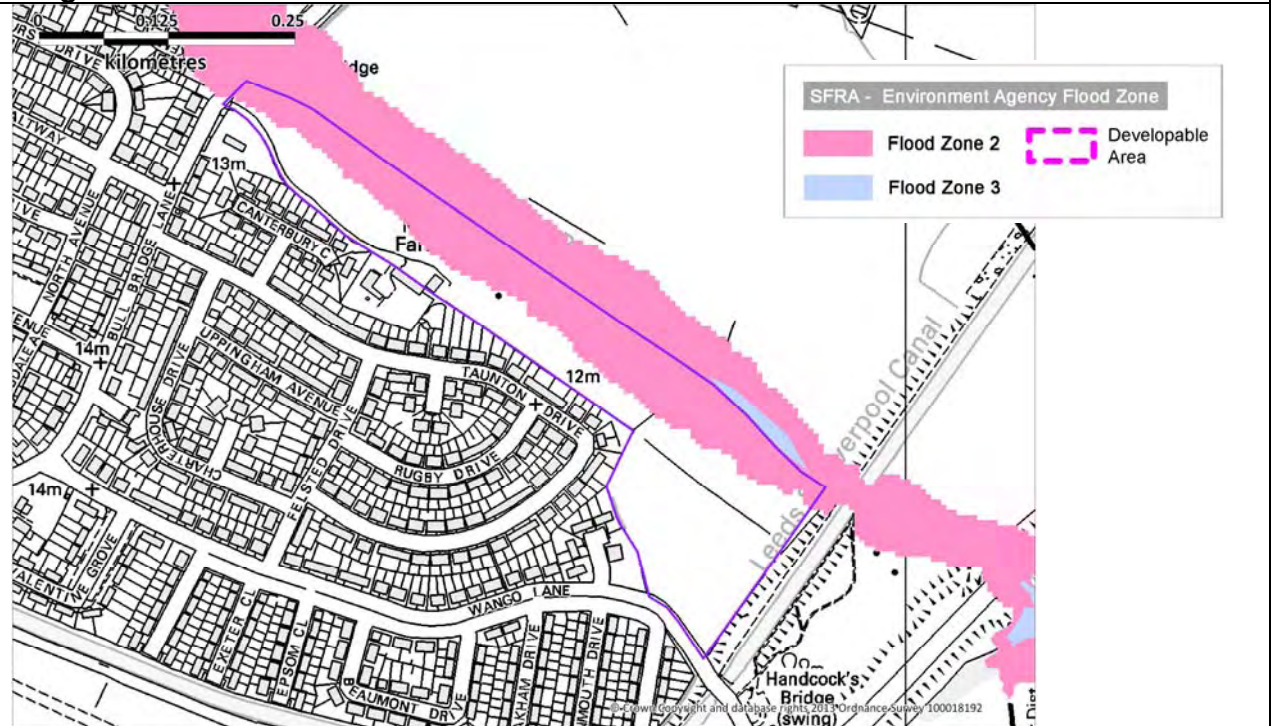 0 0.125 0.25
kilometres
DRIVE
13m
CANTERBURY C
NORTH AVENUE
BULL BRIDGE LANE
14m
UPPINGHAM AVENUE
TAUNTON DRIVE
12m
CHARTERHOUSE DRIVE
FELSTED DRIVE
RUGBY DRIVE
14m
GROVE
EXETER CL
EPSOM CL
BEAUMONT DRIVE
WANGO LANE
Leeds
verpool Canal
Handcock's
Bridge
(swing)
SFRA - Environment Agency Flood Zone
Flood Zone 2
Flood Zone 3
Developable
Area
© Crown Copyright and database rights 2013 Ordnance Survey 100018192